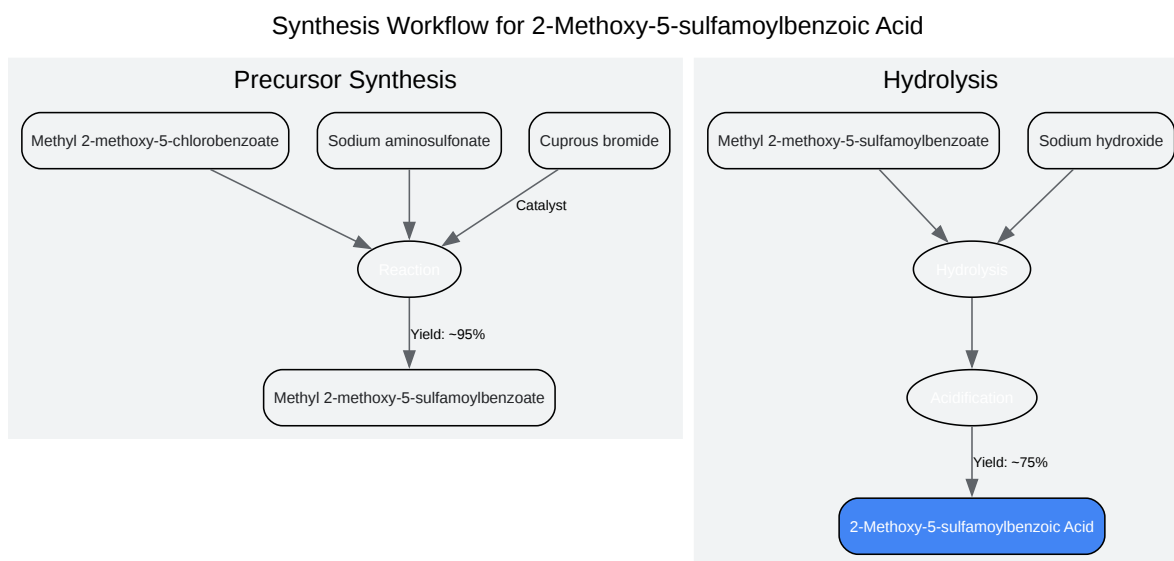 Synthesis Workflow for 2-Methoxy-5-sulfamoylbenzoic Acid
Precursor Synthesis
Methyl 2-methoxy-5-chlorobenzoate
Sodium aminosulfonate
Cuprous bromide
Catalyst
Reaction
Yield: ~95%
Methyl 2-methoxy-5-sulfamoylbenzoate
Hydrolysis
Methyl 2-methoxy-5-sulfamoylbenzoate
Sodium hydroxide
Hydrolysis
Acidification
Yield: ~75%
2-Methoxy-5-sulfamoylbenzoic Acid